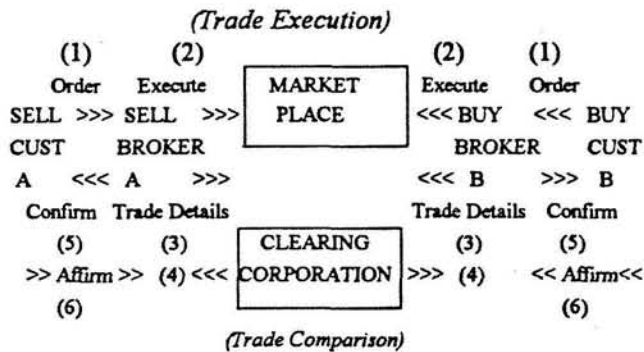 (Trade Execution)
(1) (2) (2) (1)
Order Execute MARKET Execute Order
SELL >>> SELL >>> PLACE <<< BUY <<< BUY
CUST BROKER BROKER CUST
A <<< A >>> <<< B >>> B
Confirm Trade Details Trade Details Confirm
(5) (3) CLEARING (3) (5)
>> Affirm >> (4) <<< CORPORATION >>> (4) << Affirm<<
(6) (6)
(Trade Comparison)